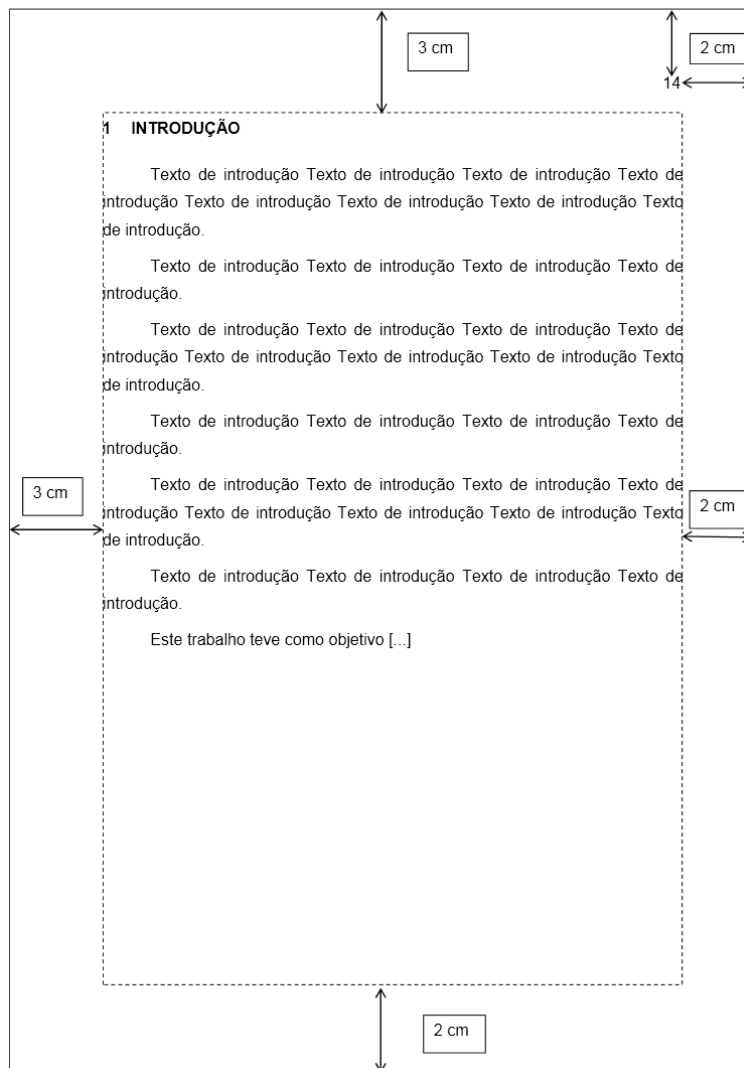 3 cm
2 cm
14
1 INTRODUÇÃO
Texto de introdução Texto de introdução Texto de introdução Texto de
introdução Texto de introdução Texto de introdução Texto de introdução Texto
de introdução.
Texto de introdução Texto de introdução Texto de introdução Texto de
introdução.
Texto de introdução Texto de introdução Texto de introdução Texto de
introdução Texto de introdução Texto de introdução Texto de introdução Texto
de introdução.
Texto de introdução Texto de introdução Texto de introdução Texto de
introdução.
Texto de introdução Texto de introdução Texto de introdução Texto de
introdução Texto de introdução Texto de introdução Texto de introdução Texto
de introdução.
3 cm
2 cm
Texto de introdução Texto de introdução Texto de introdução Texto de
introdução.
Este trabalho teve como objetivo [...]
2 cm